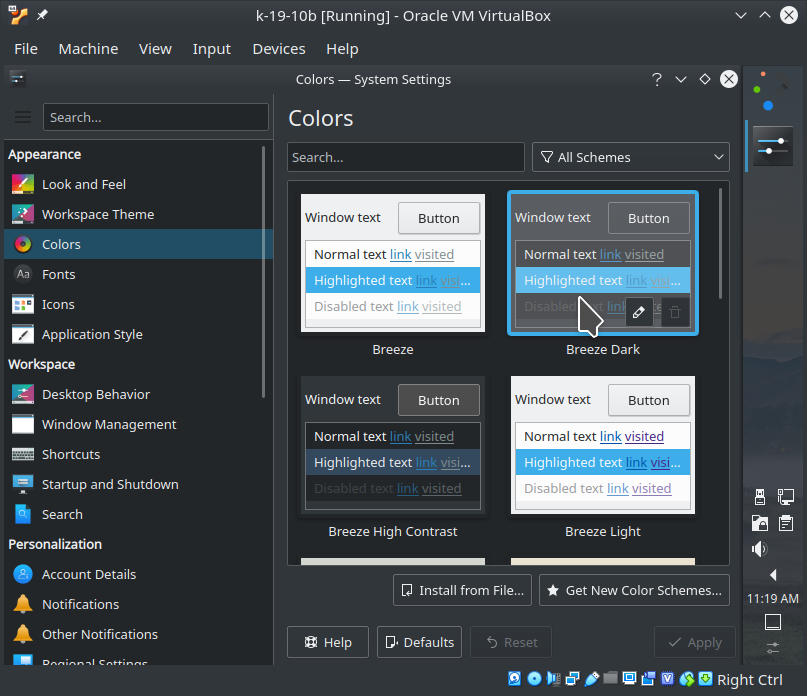 k-19-10b [Running] - Oracle VM VirtualBox
File Machine View Input Devices Help
Colors — System Settings
Search...
Appearance
Look and Feel
Workspace Theme
Colors
Aa Fonts
Icons
Application Style
Workspace
Desktop Behavior
Window Management
Shortcuts
Startup and Shutdown
Search
Personalization
Account Details
Notifications
Other Notifications
Regional Settings
Colors
Search...
All Schemes
Window text Button
Normal text link visited
Highlighted text link visi...
Disabled text link visited
Breeze
Window text Button
Normal text link visited
Highlighted text link visi...
Disabled text link
Breeze Dark
Window text Button
Normal text link visited
Highlighted text link visi...
Disabled text link visited
Breeze High Contrast
Window text Button
Normal text link visited
Highlighted text link visi...
Disabled text link visited
Breeze Light
Install from File...
Get New Color Schemes...
Help
Defaults
Reset
Apply
11:19 AM
Right Ctrl